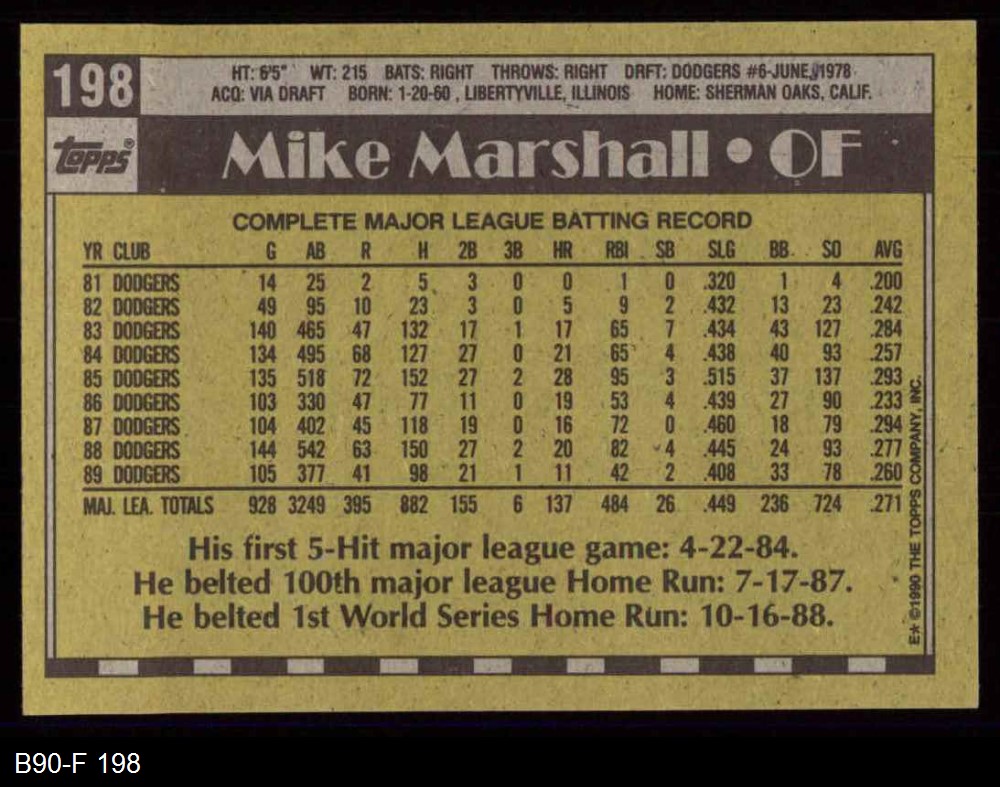 198
HT: 6'5" WT: 215 BATS: RIGHT THROWS: RIGHT DRFT: DODGERS #6-JUNE, 1978
ACQ: VIA DRAFT BORN: 1-20-60, LIBERTYVILLE, ILLINOIS HOME: SHERMAN OAKS, CALIF.
topps®
Mike Marshall • OF
COMPLETE MAJOR LEAGUE BATTING RECORD
YR CLUB G AB R H 2B 3B HR RBI SB SLG BB SO AVG
81 DODGERS 14 25 2 5 3 0 0 1 0 .320 1 4 .200
82 DODGERS 49 95 10 23 3 0 5 9 2 .432 13 23 .242
83 DODGERS 140 465 47 132 17 1 17 65 7 .434 43 127 .284
84 DODGERS 134 495 68 127 27 0 21 65 4 .438 40 93 .257
85 DODGERS 135 518 72 152 27 2 28 95 3 .515 37 137 .293
86 DODGERS 103 330 47 77 11 0 19 53 4 .439 27 90 .233
87 DODGERS 104 402 45 118 19 0 16 72 0 .460 18 79 .294
88 DODGERS 144 542 63 150 27 2 20 82 4 .445 24 93 .277
89 DODGERS 105 377 41 98 21 1 11 42 2 .408 33 78 .260
MAJ. LEA. TOTALS 928 3249 395 882 155 6 137 484 26 .449 236 724 .271
His first 5-Hit major league game: 4-22-84.
He belted 100th major league Home Run: 7-17-87.
He belted 1st World Series Home Run: 10-16-88.
E★ ©1990 THE TOPPS COMPANY, INC.
B90-F 198